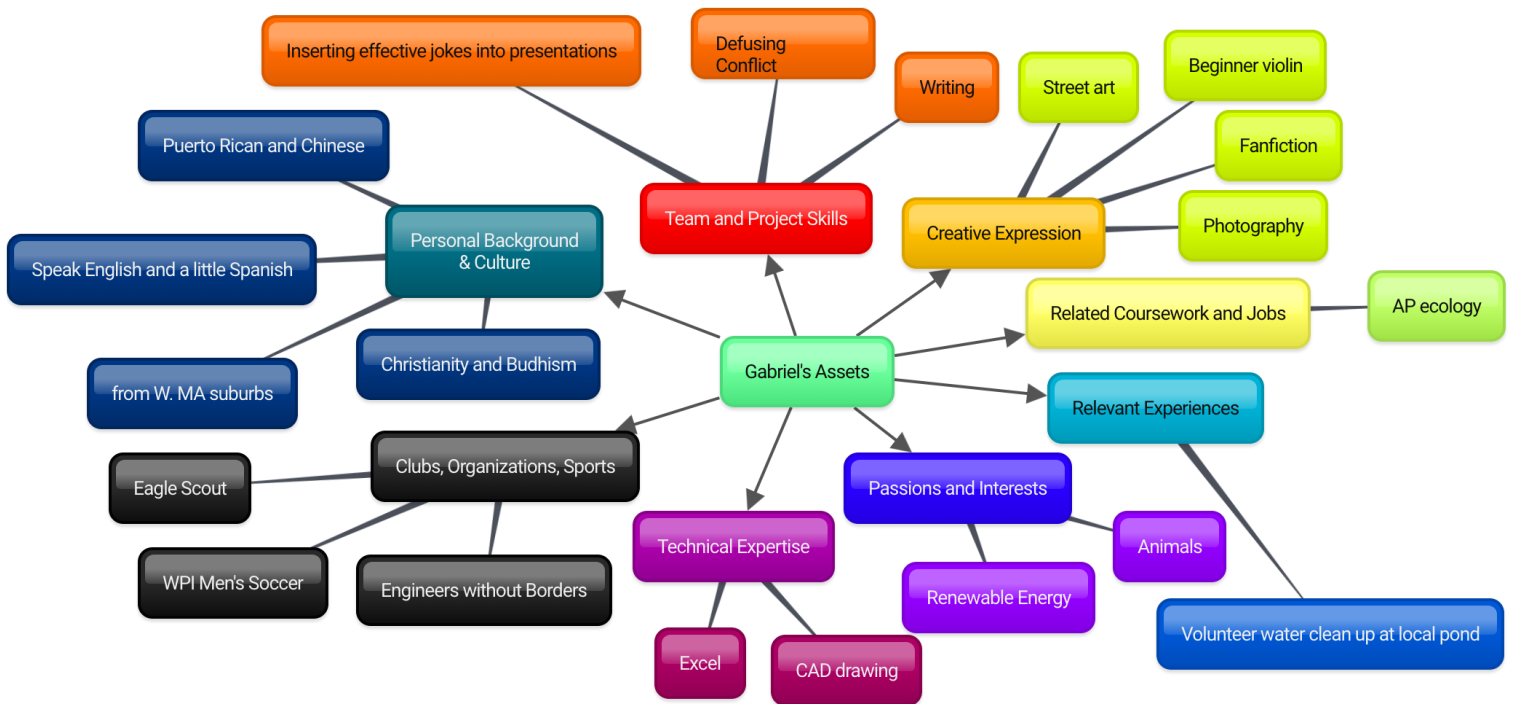 Inserting effective jokes into presentations
Defusing
Conflict
Writing
Street art
Beginner violin
Fanfiction
Photography
Puerto Rican and Chinese
Speak English and a little Spanish
from W. MA suburbs
Christianity and Budhism
Personal Background
& Culture
Team and Project Skills
Creative Expression
Related Coursework and Jobs
AP ecology
Gabriel's Assets
Relevant Experiences
Clubs, Organizations, Sports
Eagle Scout
WPI Men's Soccer
Engineers without Borders
Technical Expertise
Excel
CAD drawing
Passions and Interests
Animals
Renewable Energy
Volunteer water clean up at local pond